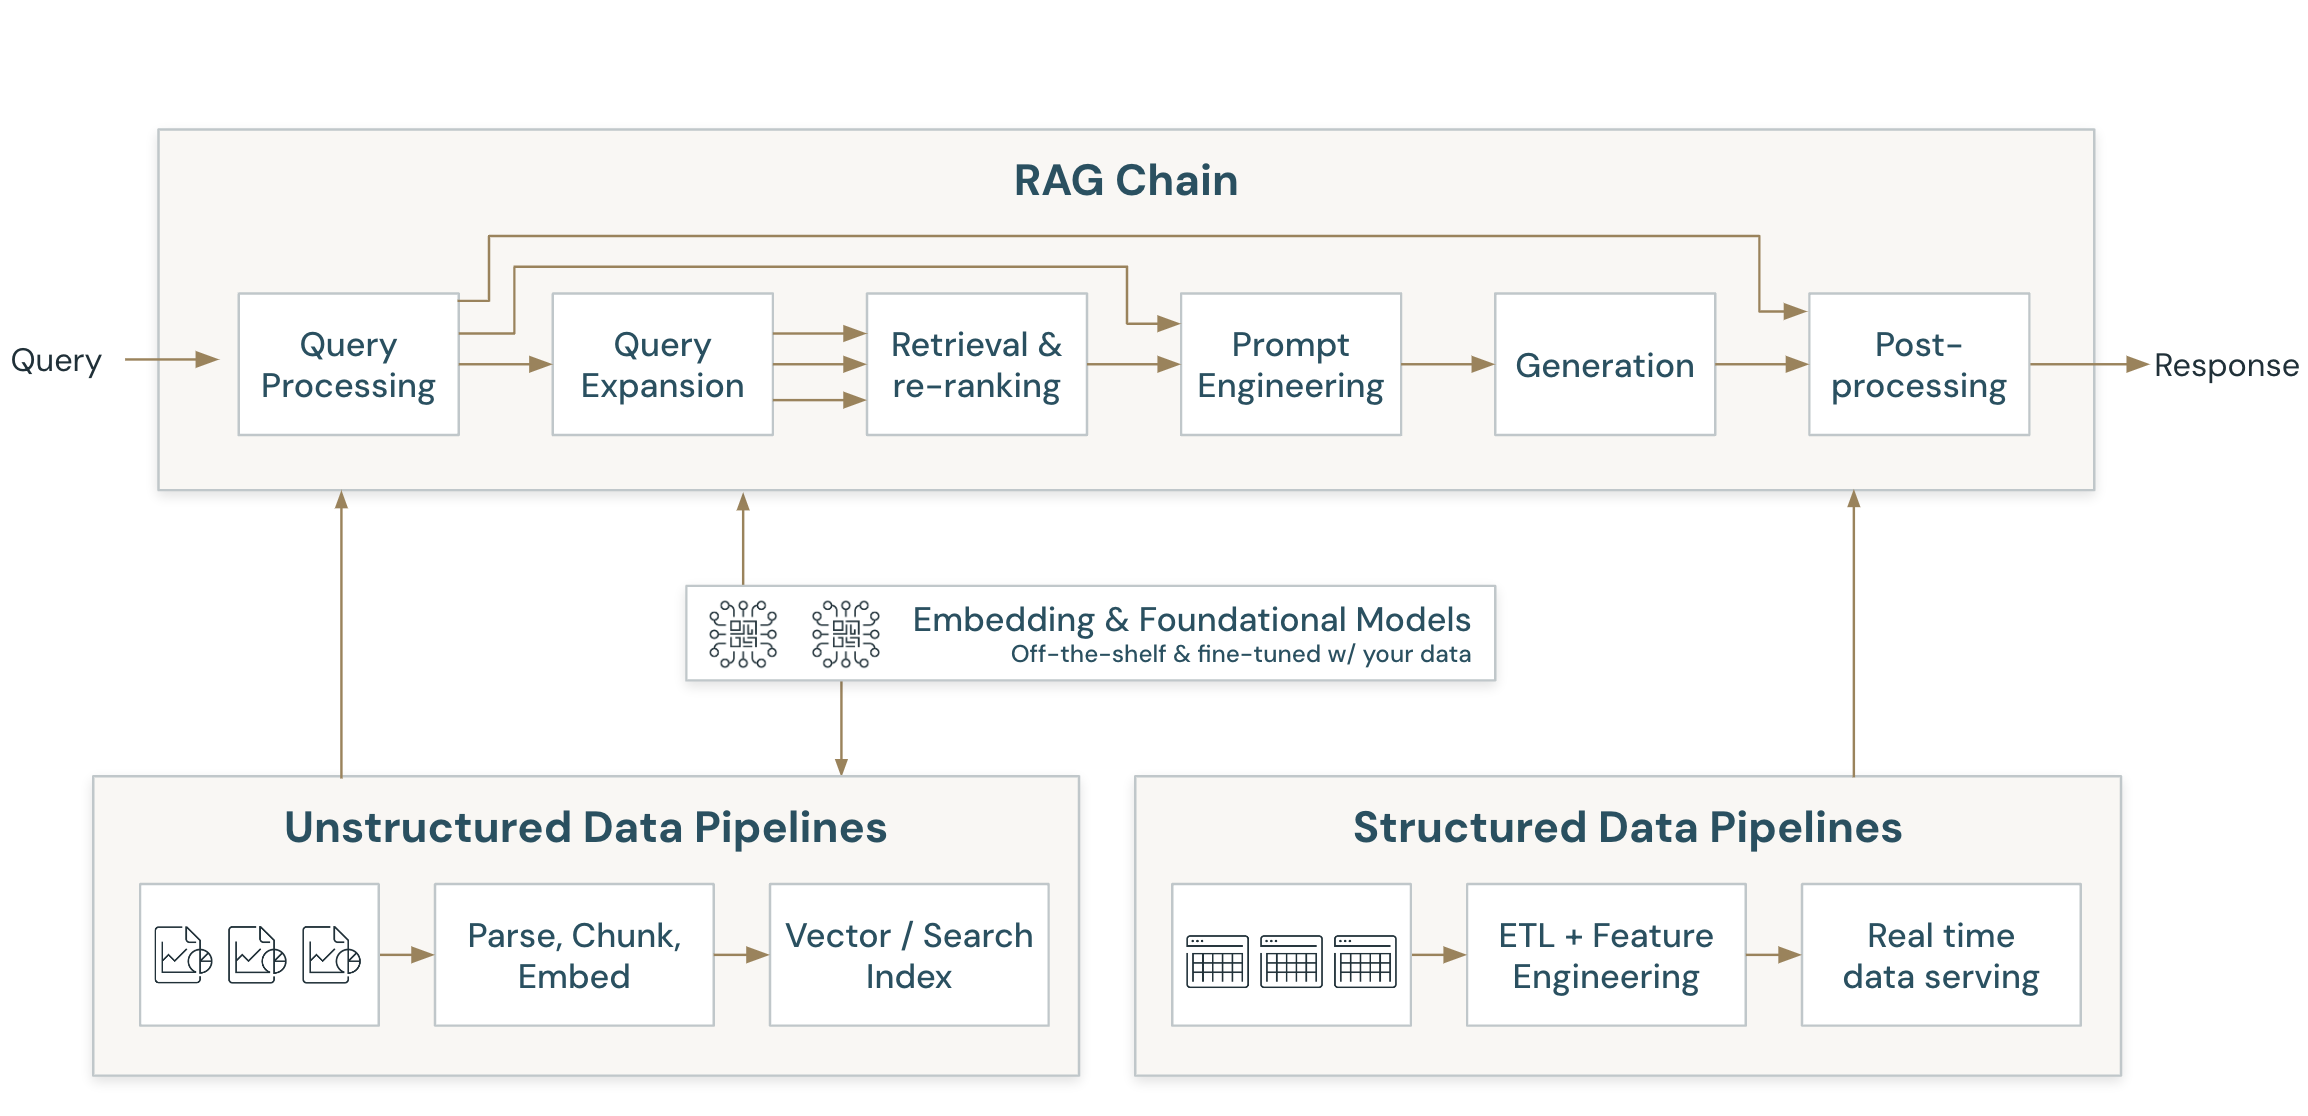 RAG Chain
Query
Query
Processing
Query
Expansion
Retrieval &
re-ranking
Prompt
Engineering
Generation
Post-
processing
Response
Embedding & Foundational Models
Off-the-shelf & fine-tuned w/ your data
Unstructured Data Pipelines
Parse, Chunk,
Embed
Vector / Search
Index
Structured Data Pipelines
ETL + Feature
Engineering
Real time
data serving